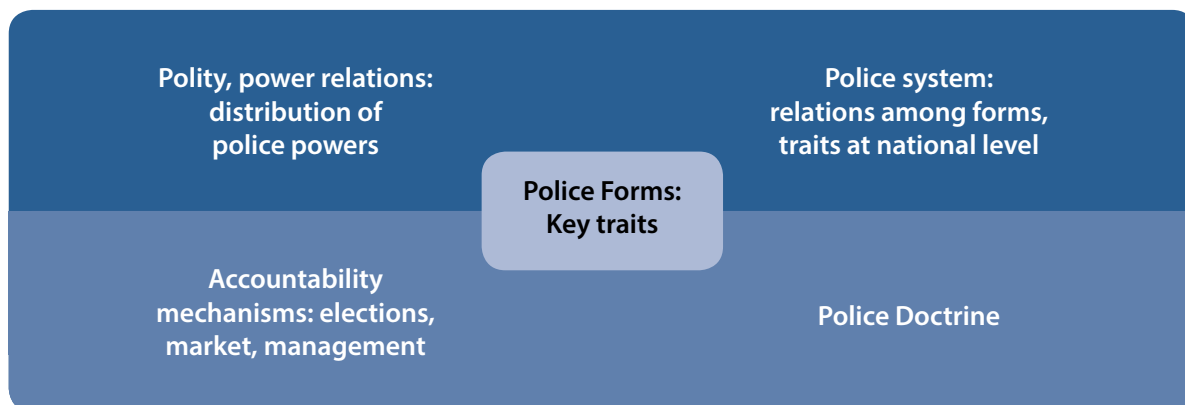 Polity, power relations:
distribution of
police powers
Police system:
relations among forms,
traits at national level
Police Forms:
Key traits
Accountability
mechanisms: elections,
market, management
Police Doctrine